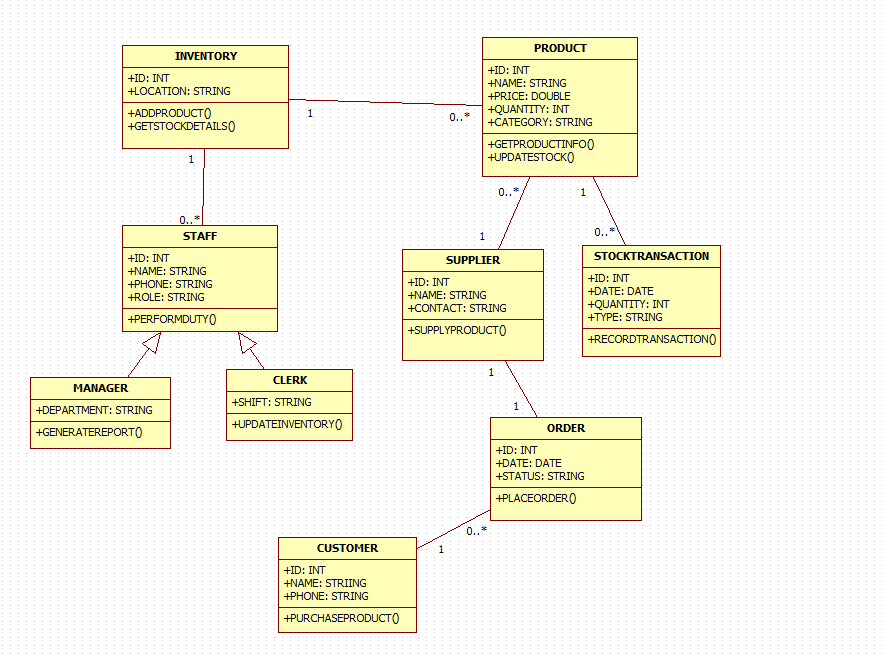 INVENTORY
+ID: INT
+LOCATION: STRING
+ADDPRODUCT()
+GETSTOCKDETAILS()
1
0..*
PRODUCT
+ID: INT
+NAME: STRING
+PRICE: DOUBLE
+QUANTITY: INT
+CATEGORY: STRING
+GETPRODUCTINFO()
+UPDATESTOCK()
1
0..*
STAFF
+ID: INT
+NAME: STRING
+PHONE: STRING
+ROLE: STRING
+PERFORMDUTY()
0..*
1
SUPPLIER
+ID: INT
+NAME: STRING
+CONTACT: STRING
+SUPPLYPRODUCT()
1
0..*
STOCKTRANSACTION
+ID: INT
+DATE: DATE
+QUANTITY: INT
+TYPE: STRING
+RECORDTRANSACTION()
MANAGER
+DEPARTMENT: STRING
+GENERATEREPORT()
CLERK
+SHIFT: STRING
+UPDATEINVENTORY()
1
1
ORDER
+ID: INT
+DATE: DATE
+STATUS: STRING
+PLACEORDER()
0..*
1
CUSTOMER
+ID: INT
+NAME: STRIING
+PHONE: STRING
+PURCHASEPRODUCT()